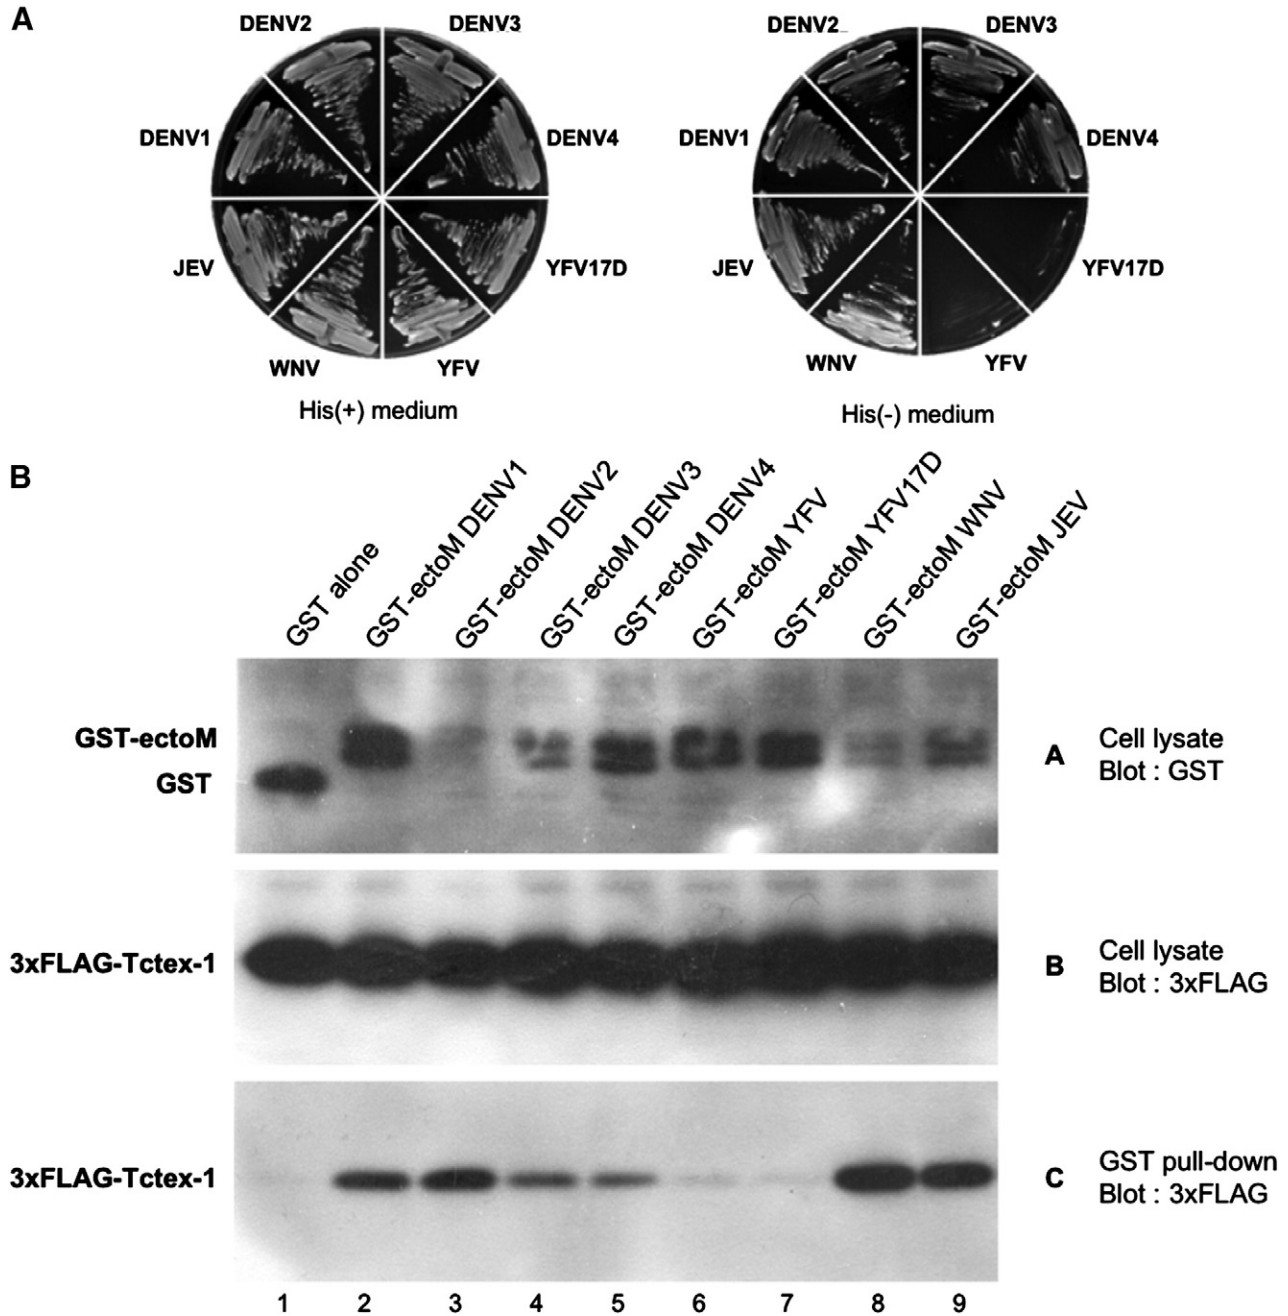 A
DENV2
DENV3
DENV1
DENV4
JEV
YFV17D
WNV
YFV
His(+) medium
DENV2
DENV3
DENV1
DENV4
JEV
YFV17D
WNV
YFV
His(-) medium
B
GST alone
GST-ectoM DENV1
GST-ectoM DENV2
GST-ectoM DENV3
GST-ectoM DENV4
GST-ectoM YFV
GST-ectoM YFV17D
GST-ectoM WNV
GST-ectoM JEV
GST-ectoM
GST
A
Cell lysate
Blot : GST
3xFLAG-Tctex-1
B
Cell lysate
Blot : 3xFLAG
3xFLAG-Tctex-1
C
GST pull-down
Blot : 3xFLAG
1 2 3 4 5 6 7 8 9